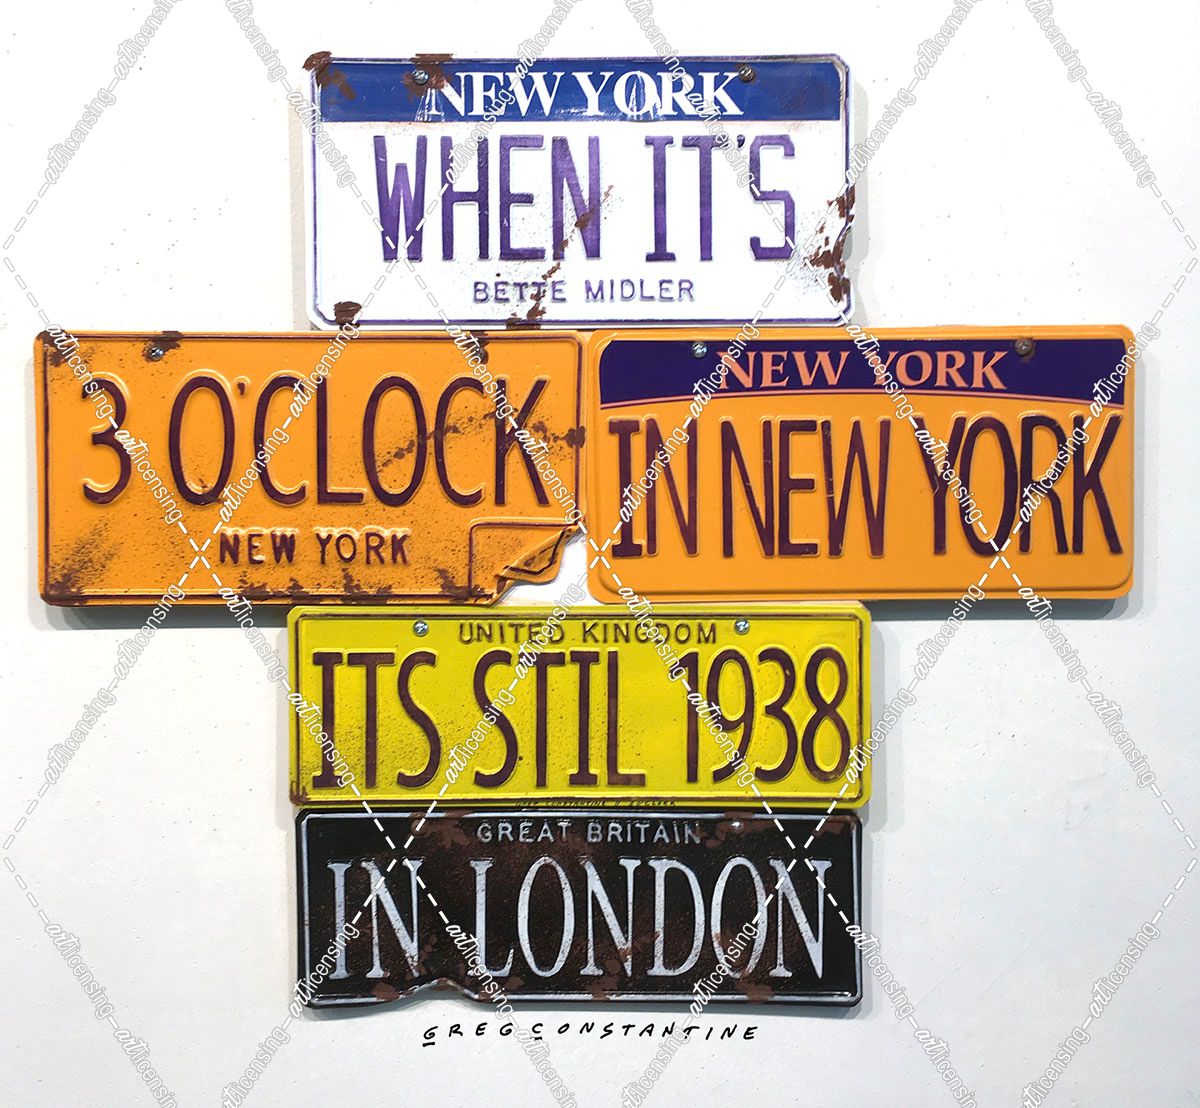 NEW YORK
WHEN IT'S
BETTE MIDLER
3 O'CLOCK
NEW YORK
NEW YORK
IN NEW YORK
UNITED KINGDOM
ITS STIL 1938
GREAT BRITAIN
IN LONDON
GREG CONSTANTINE
artlicensing